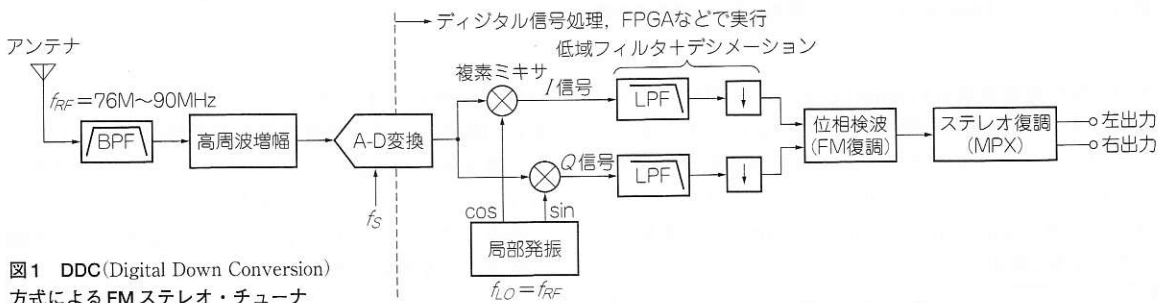 ディジタル信号処理，FPGAなどで実行
アンテナ
低域フィルタ＋デシメーション
複素ミキサ
I信号
fRF＝76M～90MHz
BPF
高周波増幅
A-D変換
LPF
↓
位相検波
(FM復調)
ステレオ復調
(MPX)
左出力
右出力
Q信号
LPF
↓
fS
cos
sin
局部発振
fLO＝fRF
図1　DDC(Digital Down Conversion)
方式によるFMステレオ・チューナ